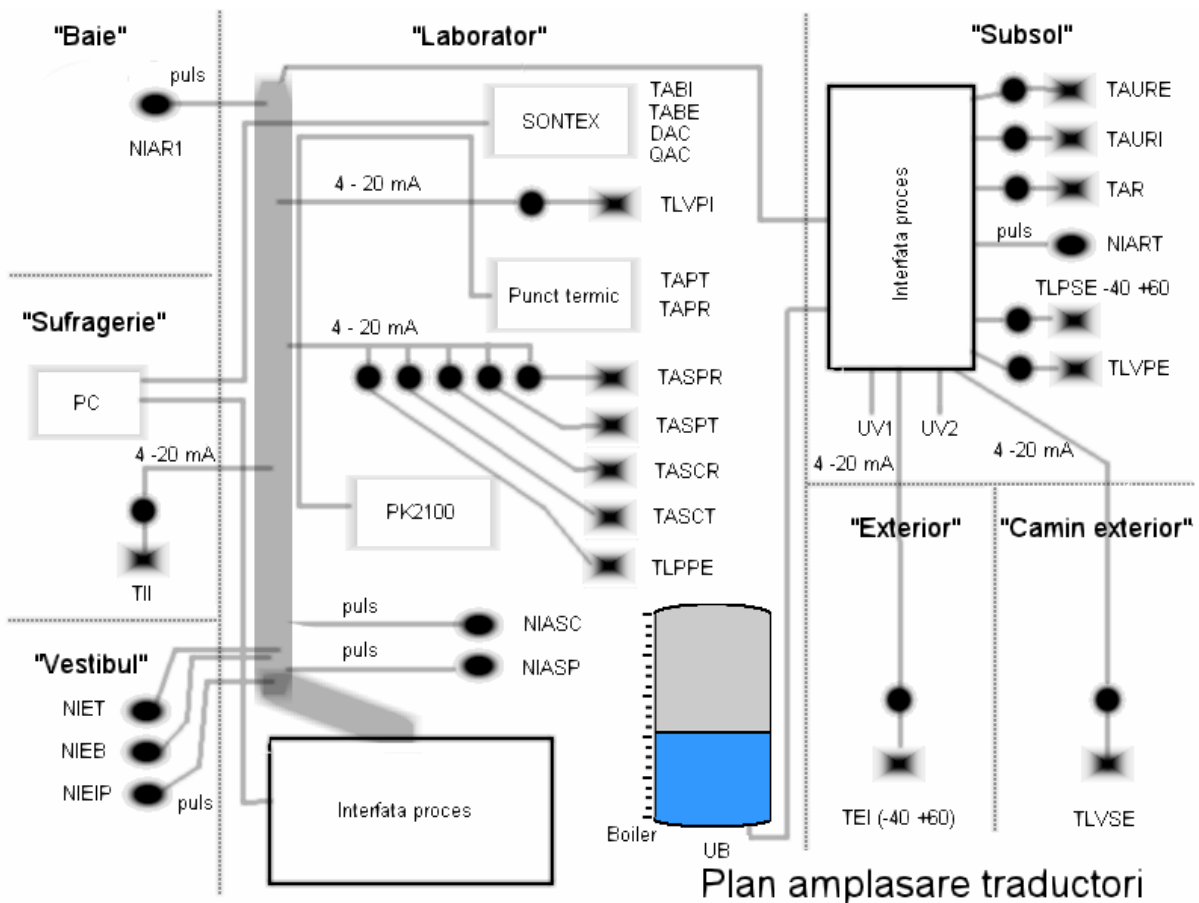 "Baie"
puls
NIAR1
"Laborator"
SONTEX
TABI
TABE
DAC
QAC
4 - 20 mA
TLVPI
Punct termic
TAPT
TAPR
4 - 20 mA
TASPR
TASPT
TASCR
TASCT
TLPPE
PK2100
puls
NIASC
puls
NIASP
Interfata proces
Boiler
UB
"Subsol"
Interfata proces
TAURE
TAURI
TAR
puls
NIART
TLPSE -40 +60
TLVPE
UV1
UV2
4 -20 mA
4 -20 mA
"Sufragerie"
PC
4 -20 mA
TII
"Vestibul"
NIET
NIEB
NIEIP
puls
"Exterior"
TEI (-40 +60)
"Camin exterior"
TLVSE
Plan amplasare traductori